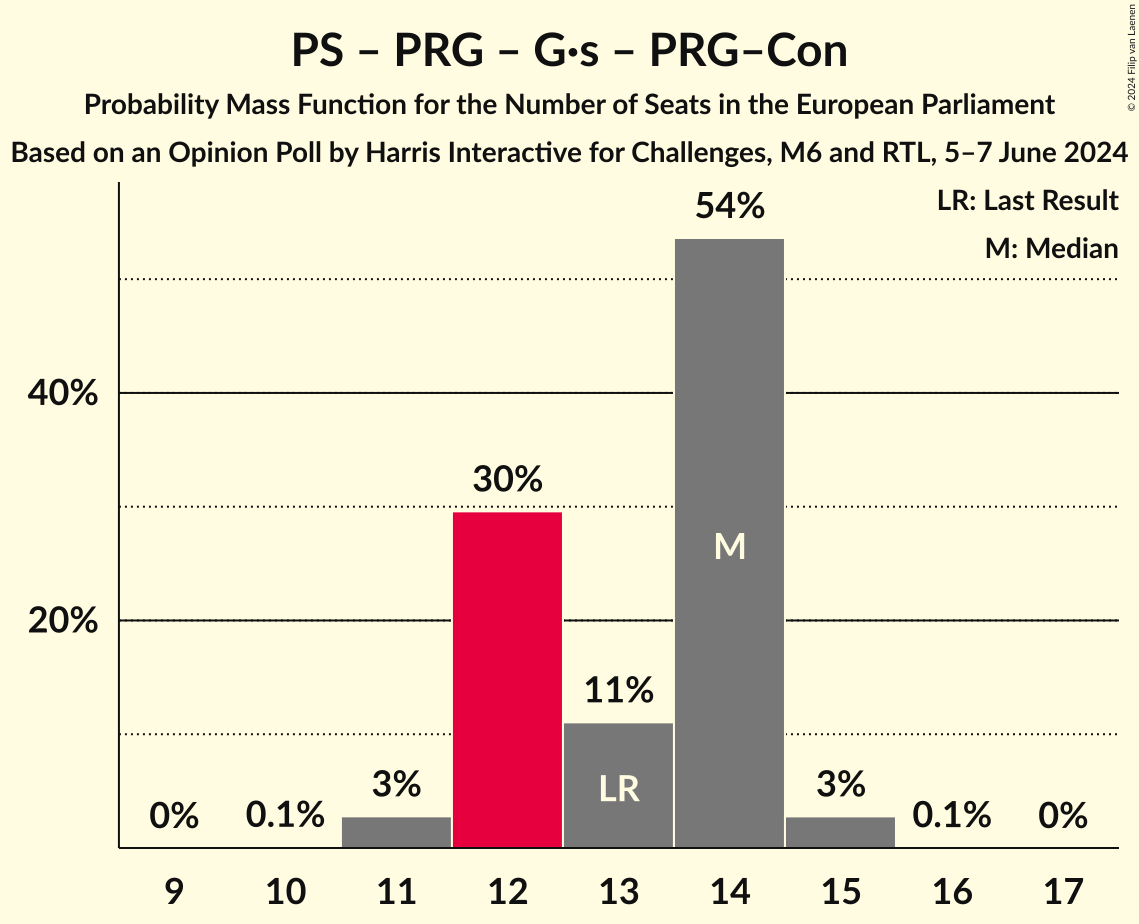 PS – PRG – G·s – PRG–Con
Probability Mass Function for the Number of Seats in the European Parliament
Based on an Opinion Poll by Harris Interactive for Challenges, M6 and RTL, 5–7 June 2024
© 2024 Filip van Laenen
LR: Last Result
M: Median
40%
20%
0%
0.1%
3%
30%
11%
54%
3%
0.1%
0%
LR
M
9 10 11 12 13 14 15 16 17